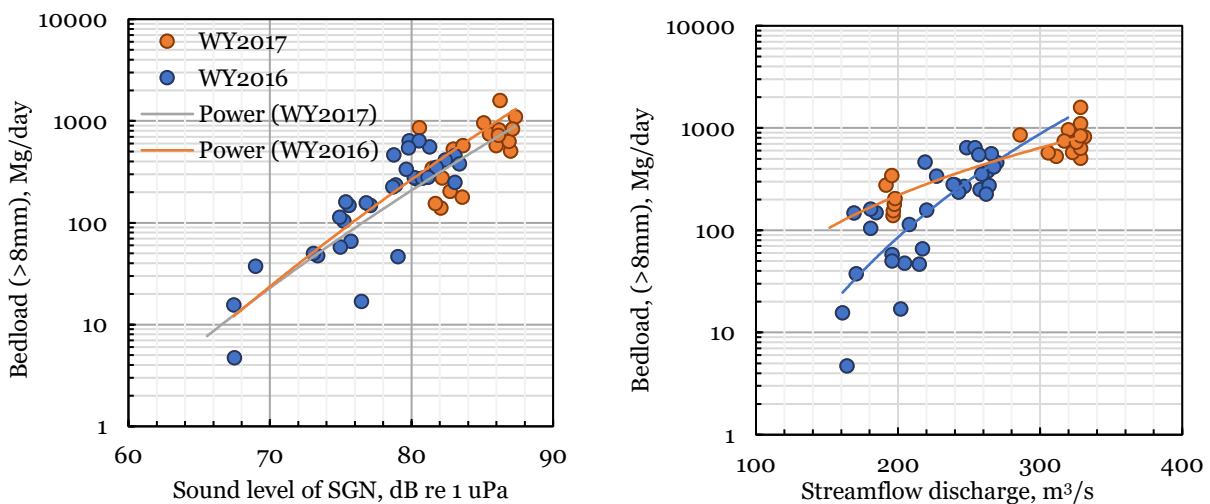 10000
1000
100
10
1
Bedload (>8mm), Mg/day
WY2017
WY2016
Power (WY2017)
Power (WY2016)
60 70 80 90
Sound level of SGN, dB re 1 uPa
10000
1000
100
10
1
Bedload, (>8mm), Mg/day
100 200 300 400
Streamflow discharge, m³/s